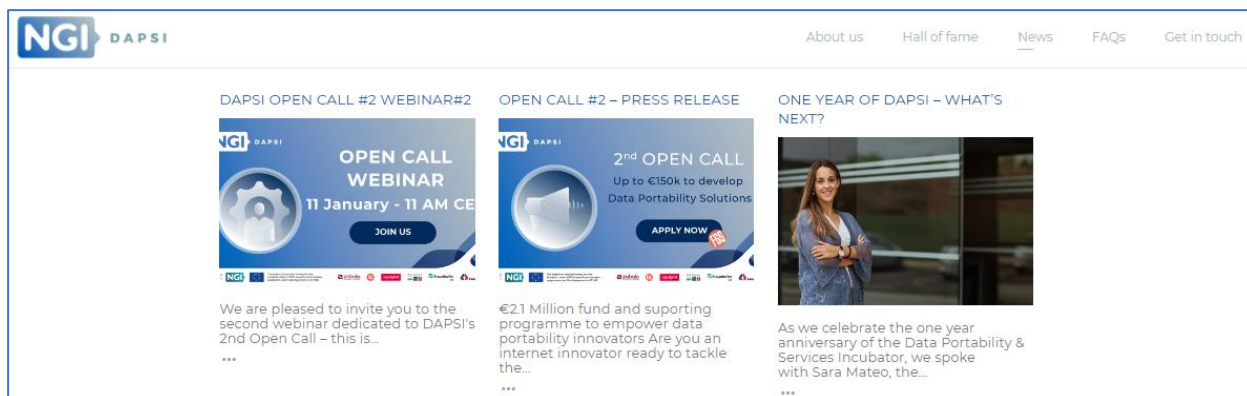 NGI DAPSI
About us Hall of fame News FAQs Get in touch
DAPSI OPEN CALL #2 WEBINAR#2
NGI DAPSI
OPEN CALL
WEBINAR
11 January - 11 AM CE
JOIN US
NGI
We are pleased to invite you to the
second webinar dedicated to DAPSI's
2nd Open Call – this is...
...
OPEN CALL #2 – PRESS RELEASE
NGI DAPSI
2nd OPEN CALL
Up to €150k to develop
Data Portability Solutions
APPLY NOW
NGI
€2.1 Million fund and suporting
programme to empower data
portability innovators Are you an
internet innovator ready to tackle
the...
...
ONE YEAR OF DAPSI – WHAT'S
NEXT?
As we celebrate the one year
anniversary of the Data Portability &
Services Incubator, we spoke
with Sara Mateo, the...
...